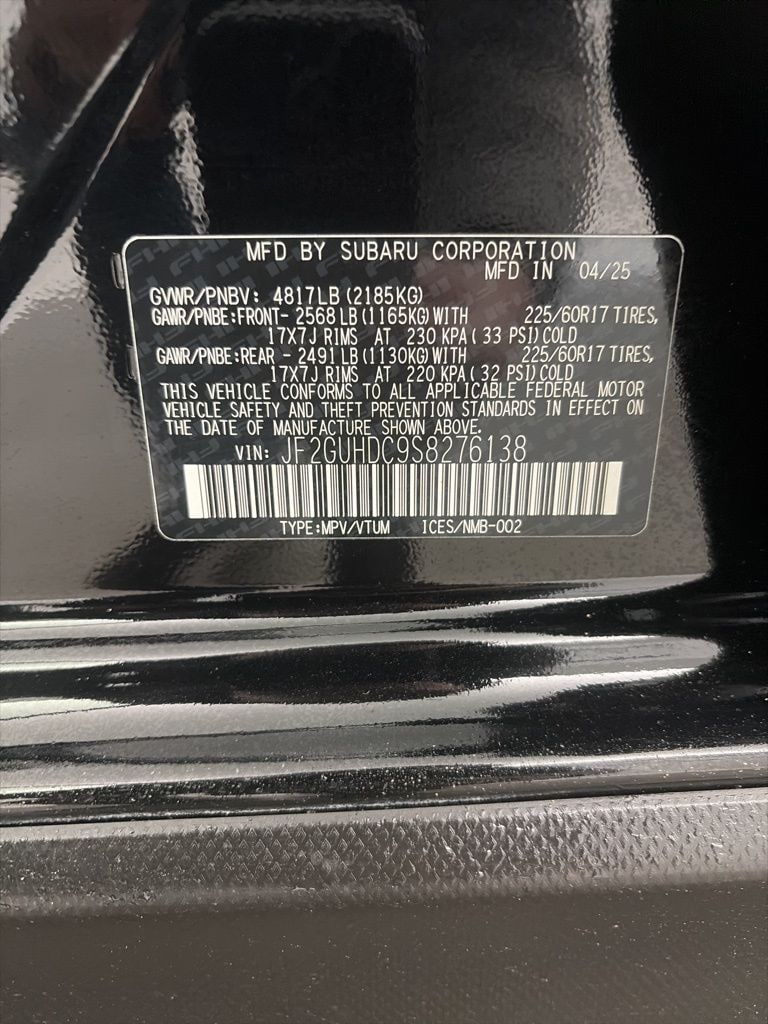 MFD BY SUBARU CORPORATION
MFD IN 04/25
GVWR/PNBV: 4817LB(2185KG)
GAWR/PNBE:FRONT- 2568LB(1165KG)WITH 225/60R17 TIRES,
17X7J RIMS AT 230 KPA( 33 PSI)COLD
GAWR/PNBE:REAR - 2491LB(1130KG)WITH 225/60R17 TIRES,
17X7J RIMS AT 220 KPA( 32 PSI)COLD
THIS VEHICLE CONFORMS TO ALL APPLICABLE FEDERAL MOTOR
VEHICLE SAFETY AND THEFT PREVENTION STANDARDS IN EFFECT ON
THE DATE OF MANUFACTURE SHOWN ABOVE.
VIN: JF2GUHDC9S8276138
TYPE:MPV/VTUM ICES/NMB-002